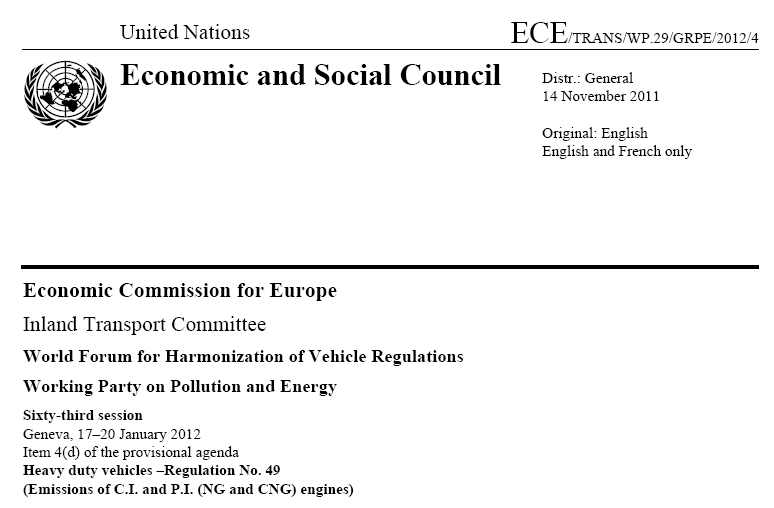 United Nations
ECE/TRANS/WP.29/GRPE/2012/4
Economic and Social Council
Distr.: General
14 November 2011
Original: English
English and French only
Economic Commission for Europe
Inland Transport Committee
World Forum for Harmonization of Vehicle Regulations
Working Party on Pollution and Energy
Sixty-third session
Geneva, 17–20 January 2012
Item 4(d) of the provisional agenda
Heavy duty vehicles –Regulation No. 49
(Emissions of C.I. and P.I. (NG and CNG) engines)